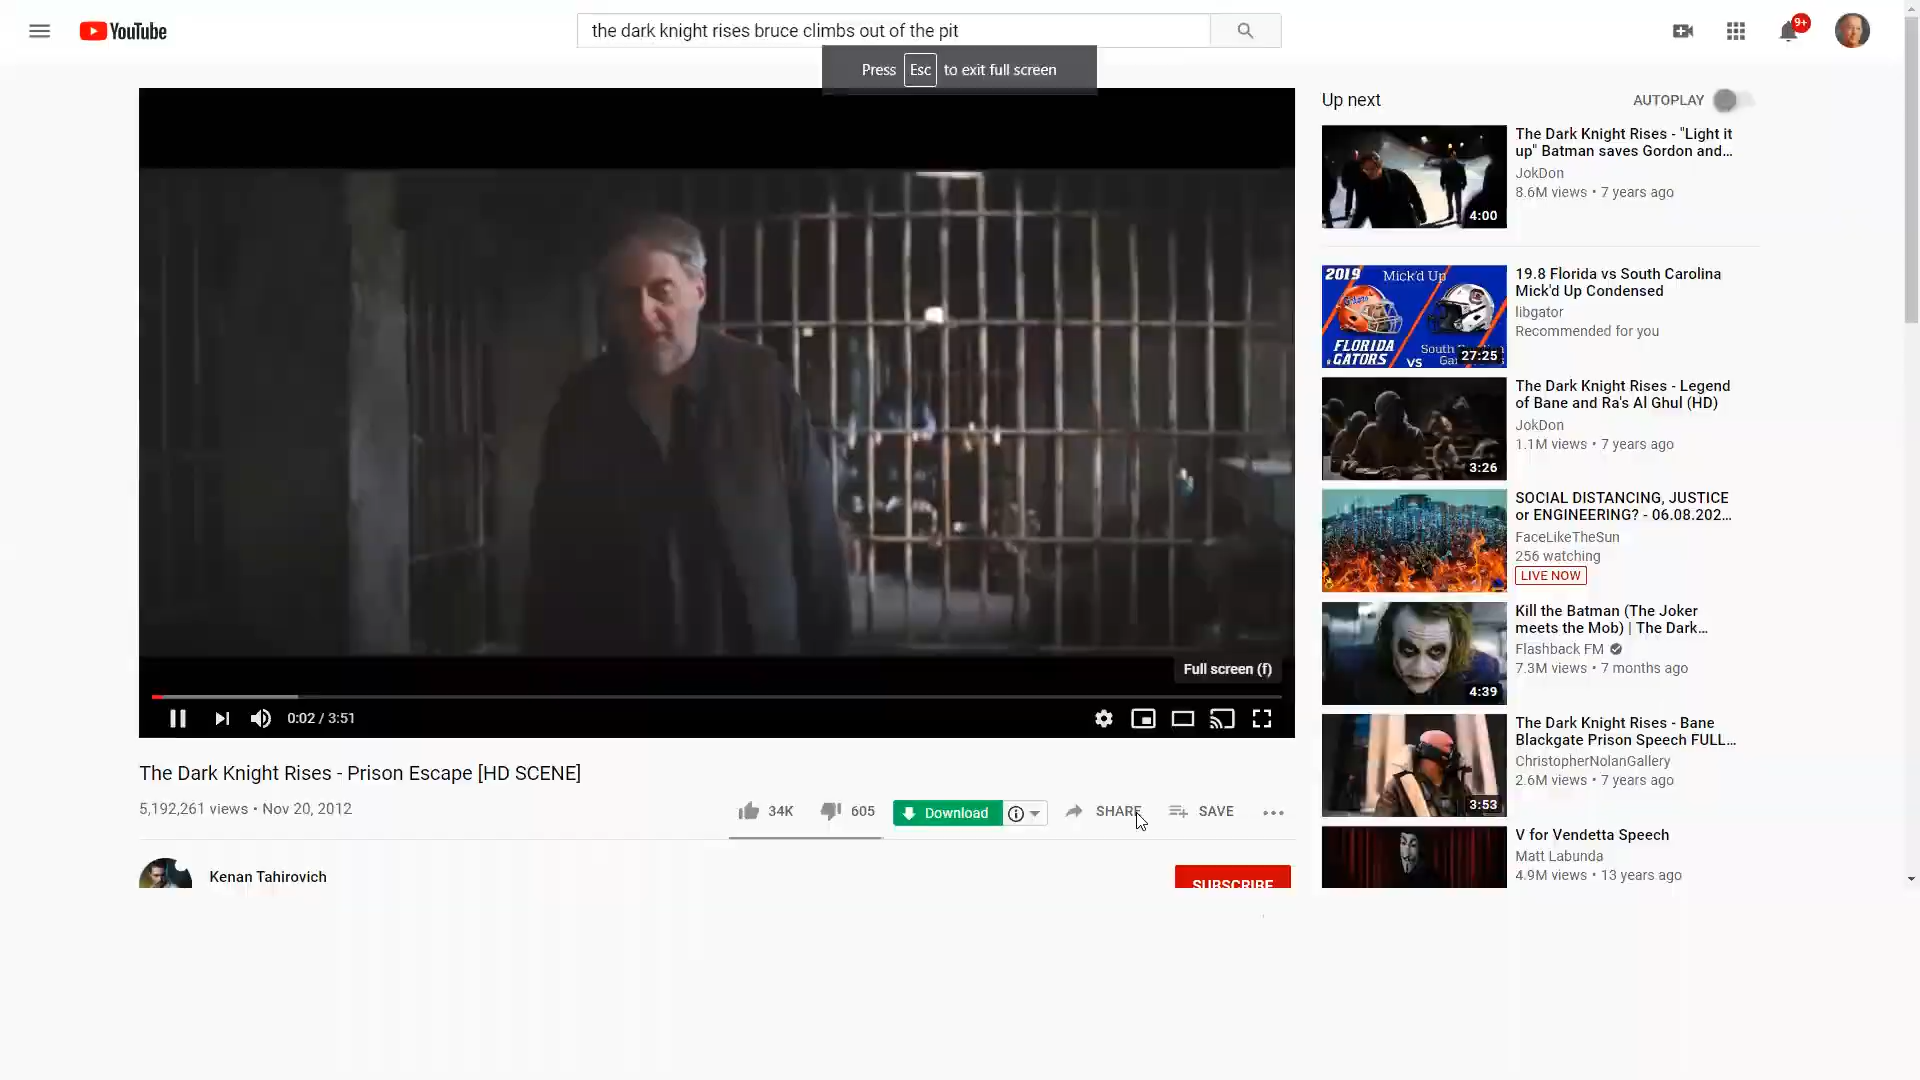 YouTube
the dark knight rises bruce climbs out of the pit
9+
Press Esc to exit full screen
Full screen (f)
0:02 / 3:51
The Dark Knight Rises - Prison Escape [HD SCENE]
5,192,261 views • Nov 20, 2012
34K
605
Download
SHARE
SAVE
Kenan Tahirovich
SUBSCRIBE
Up next
AUTOPLAY
4:00
The Dark Knight Rises - "Light it
up" Batman saves Gordon and...
JokDon
8.6M views • 7 years ago
2019 Mick'd Up
FLORIDA
GATORS
VS
South
27:25
19.8 Florida vs South Carolina
Mick'd Up Condensed
libgator
Recommended for you
3:26
The Dark Knight Rises - Legend
of Bane and Ra's Al Ghul (HD)
JokDon
1.1M views • 7 years ago
SOCIAL DISTANCING, JUSTICE
or ENGINEERING? - 06.08.202...
FaceLikeTheSun
256 watching
LIVE NOW
4:39
Kill the Batman (The Joker
meets the Mob) | The Dark...
Flashback FM
7.3M views • 7 months ago
3:53
The Dark Knight Rises - Bane
Blackgate Prison Speech FULL...
ChristopherNolanGallery
2.6M views • 7 years ago
V for Vendetta Speech
Matt Labunda
4.9M views • 13 years ago